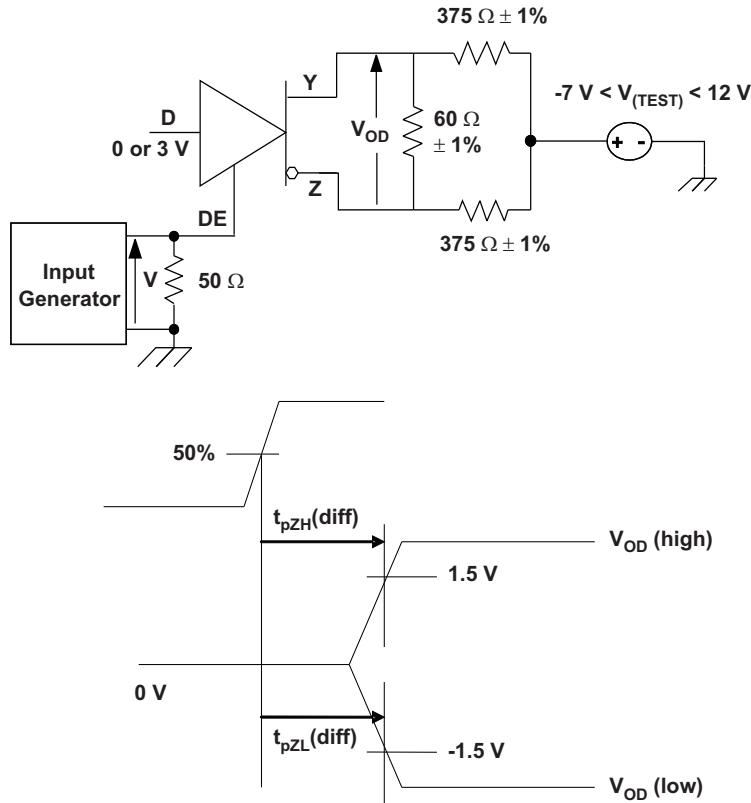 375 Ω ± 1%
-7 V < V(TEST) < 12 V
Y
D
0 or 3 V
VOD
60 Ω
± 1%
Z
DE
375 Ω ± 1%
Input
Generator
V
50 Ω
+ -
50%
tpZH(diff)
VOD (high)
1.5 V
0 V
tpZL(diff)
-1.5 V
VOD (low)